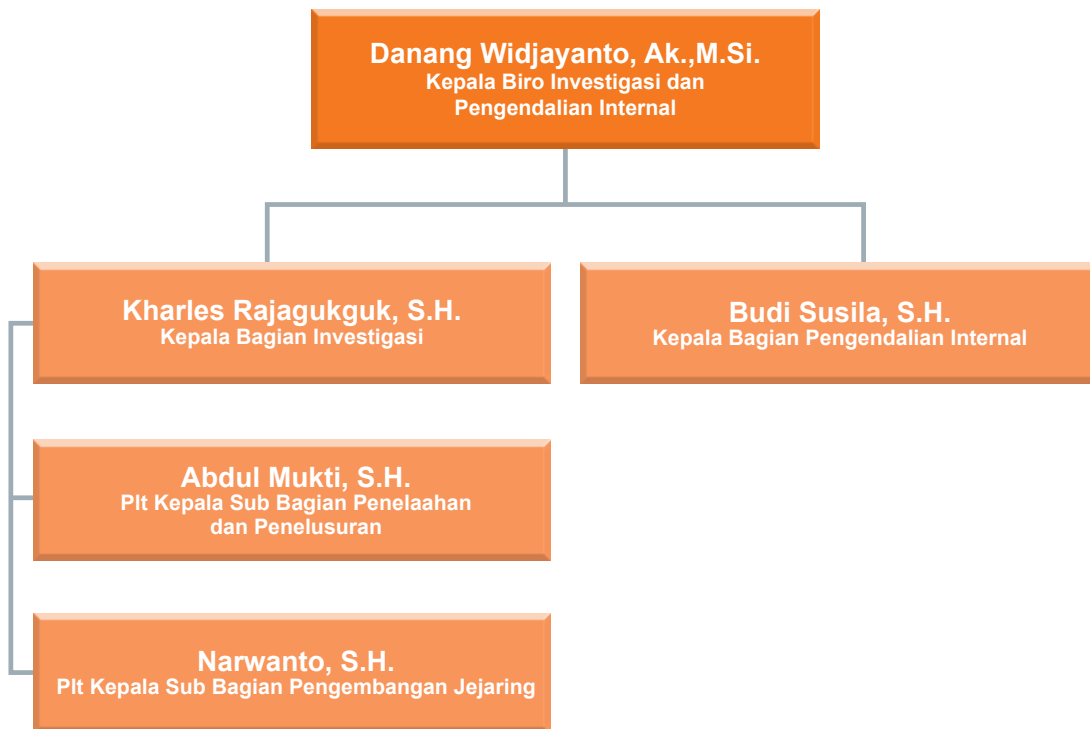 Danang Widjayanto, Ak.,M.Si.
Kepala Biro Investigasi dan
Pengendalian Internal
Kharles Rajagukguk, S.H.
Kepala Bagian Investigasi
Budi Susila, S.H.
Kepala Bagian Pengendalian Internal
Abdul Mukti, S.H.
Plt Kepala Sub Bagian Penelaahan
dan Penelusuran
Narwanto, S.H.
Plt Kepala Sub Bagian Pengembangan Jejaring